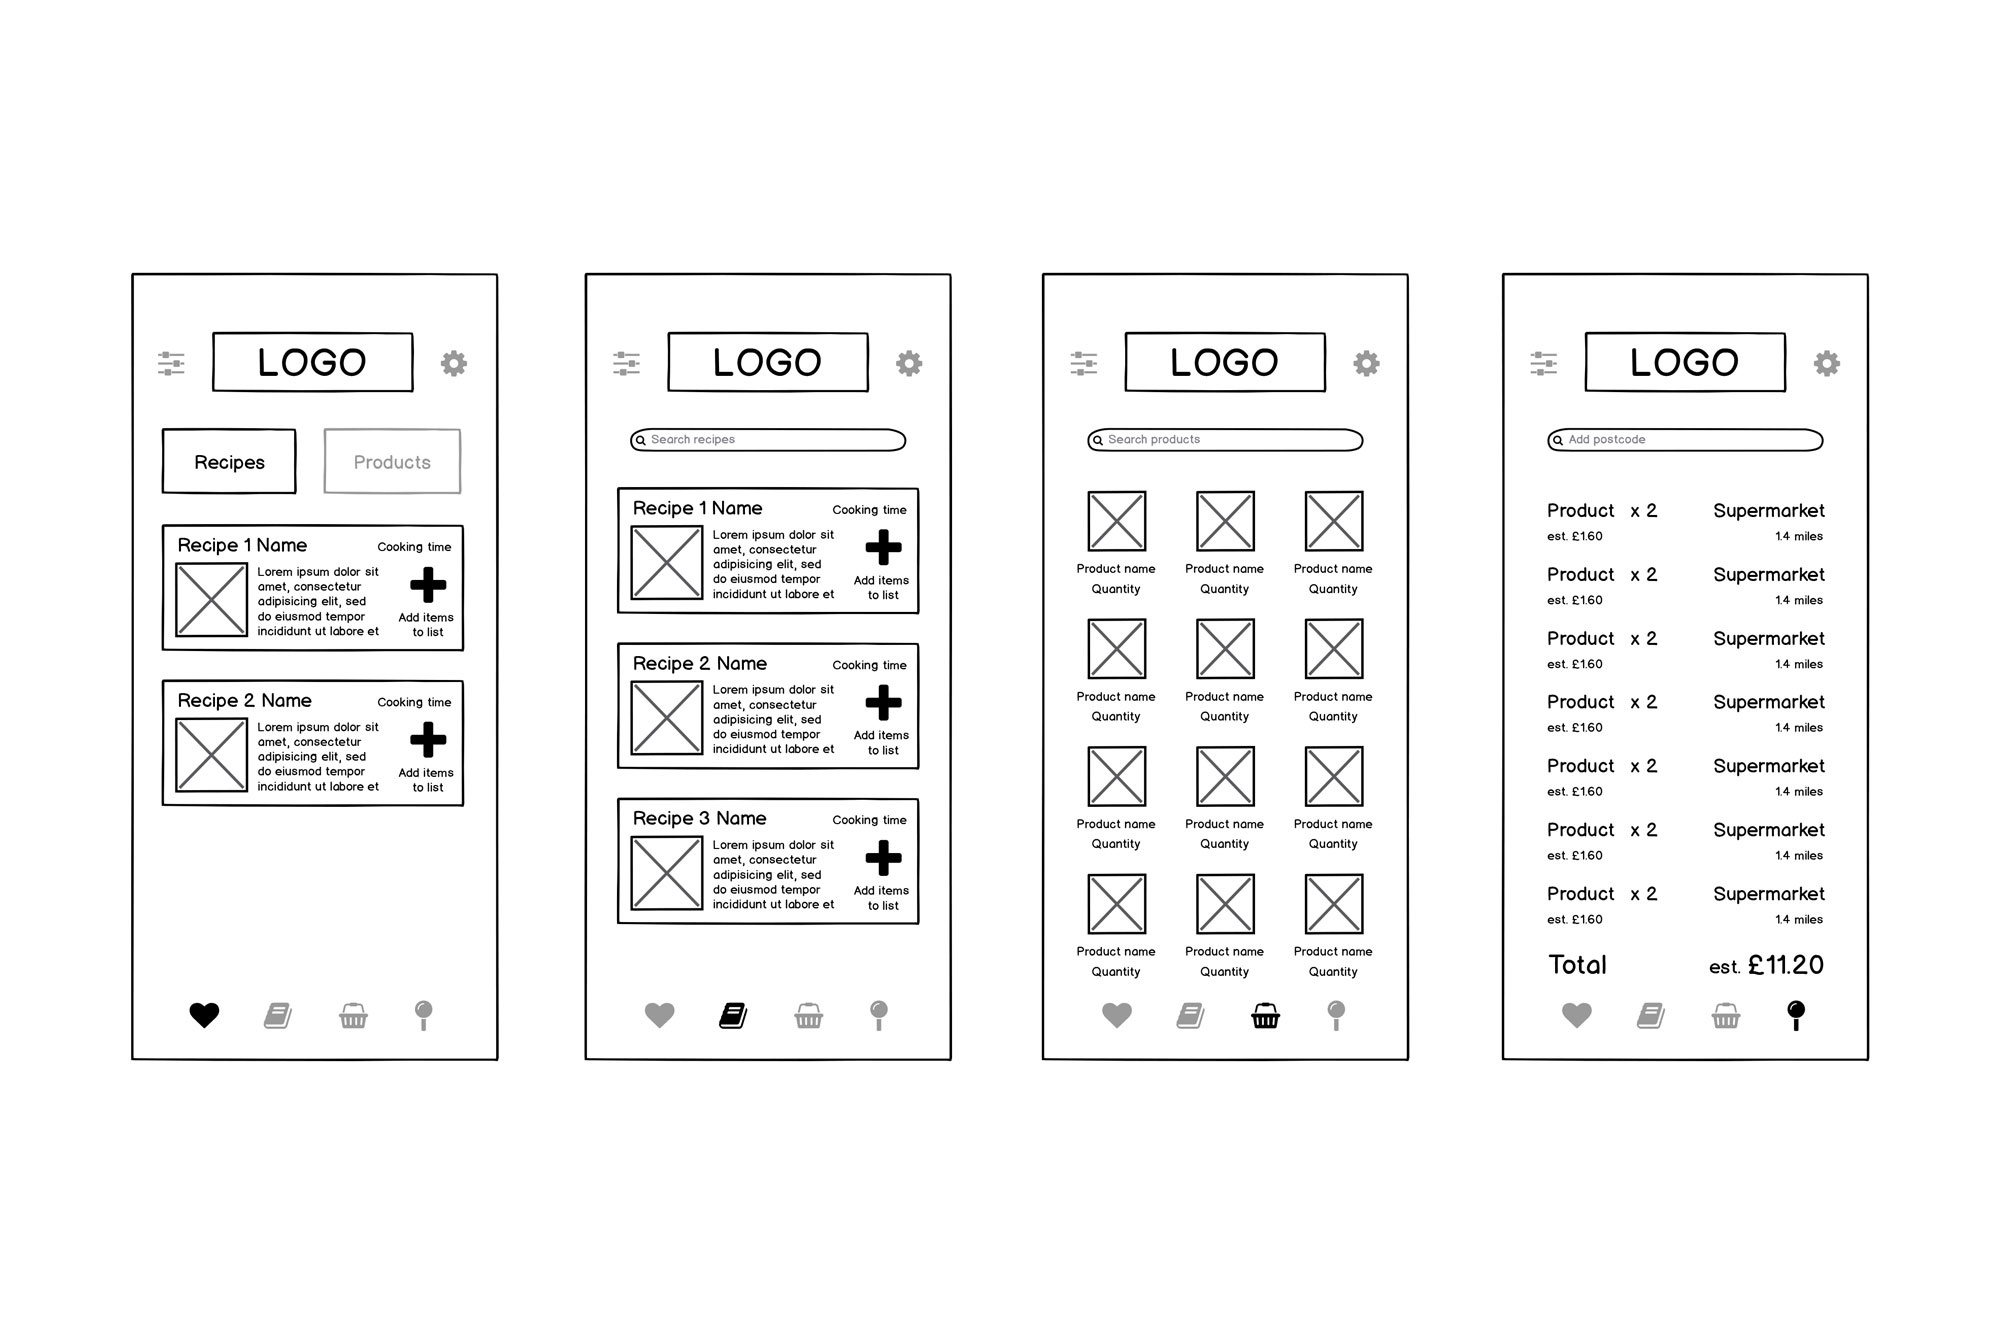 LOGO
Recipes
Products
Recipe 1 Name
Cooking time
Lorem ipsum dolor sit
amet, consectetur
adipisicing elit, sed
do eiusmod tempor
incididunt ut labore et
Add items
to list
Recipe 2 Name
Cooking time
Lorem ipsum dolor sit
amet, consectetur
adipisicing elit, sed
do eiusmod tempor
incididunt ut labore et
Add items
to list
LOGO
Search recipes
Recipe 1 Name
Cooking time
Lorem ipsum dolor sit
amet, consectetur
adipisicing elit, sed
do eiusmod tempor
incididunt ut labore et
Add items
to list
Recipe 2 Name
Cooking time
Lorem ipsum dolor sit
amet, consectetur
adipisicing elit, sed
do eiusmod tempor
incididunt ut labore et
Add items
to list
Recipe 3 Name
Cooking time
Lorem ipsum dolor sit
amet, consectetur
adipisicing elit, sed
do eiusmod tempor
incididunt ut labore et
Add items
to list
LOGO
Search products
Product name Product name Product name
Quantity Quantity Quantity
Product name Product name Product name
Quantity Quantity Quantity
Product name Product name Product name
Quantity Quantity Quantity
Product name Product name Product name
Quantity Quantity Quantity
LOGO
Add postcode
Product x 2 Supermarket
est. £1.60 1.4 miles
Product x 2 Supermarket
est. £1.60 1.4 miles
Product x 2 Supermarket
est. £1.60 1.4 miles
Product x 2 Supermarket
est. £1.60 1.4 miles
Product x 2 Supermarket
est. £1.60 1.4 miles
Product x 2 Supermarket
est. £1.60 1.4 miles
Product x 2 Supermarket
est. £1.60 1.4 miles
Total est. £11.20